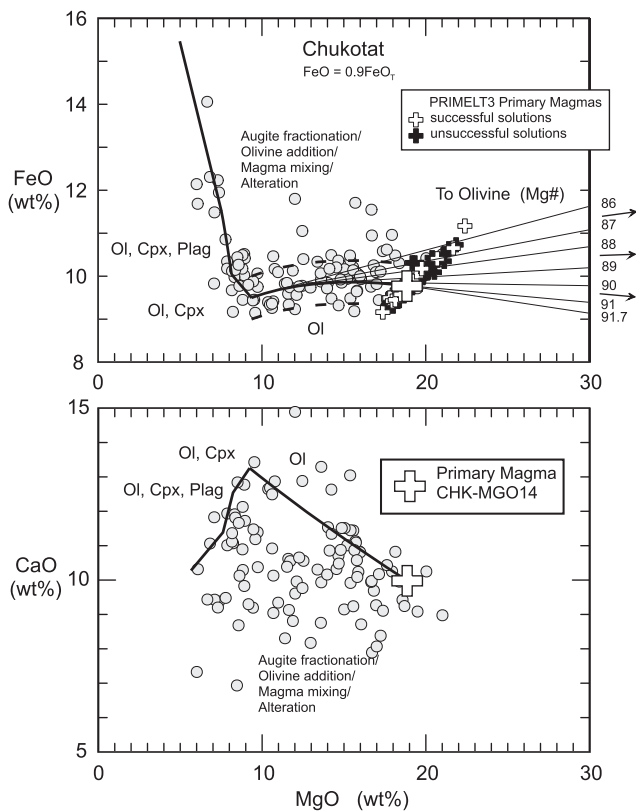 16
14
12
10
8
FeO
(wt%)
Chukotat
FeO = 0.9FeOT
PRIMELT3 Primary Magmas
successful solutions
unsuccessful solutions
Augite fractionation/
Olivine addition/
Magma mixing/
Alteration
To Olivine (Mg#)
86
87
88
89
90
91
91.7
Ol, Cpx, Plag
Ol, Cpx
Ol
0
10
20
30
15
10
5
CaO
(wt%)
Ol, Cpx
Ol
Ol, Cpx, Plag
Primary Magma
CHK-MGO14
Augite fractionation/
Olivine addition/
Magma mixing/
Alteration
0
10
20
30
MgO (wt%)